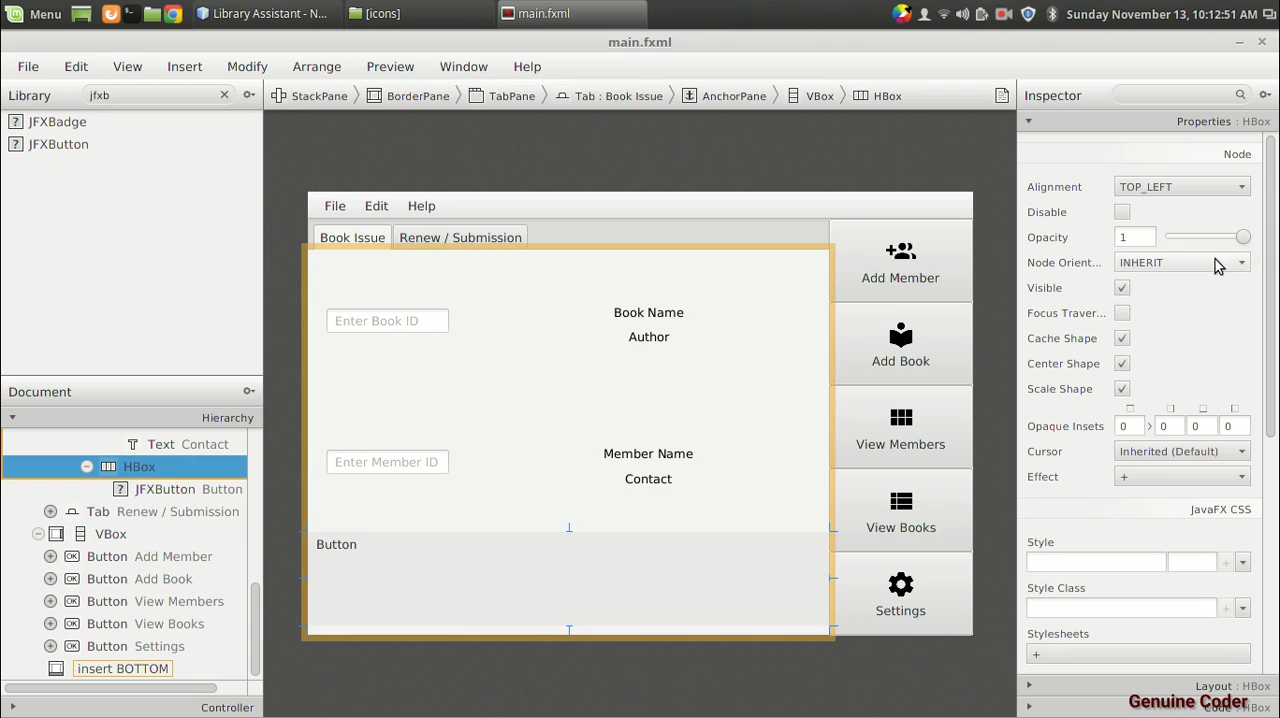 Menu
Library Assistant - N...
[icons]
main.fxml
Sunday November 13, 10:12:51 AM
main.fxml
File Edit View Insert Modify Arrange Preview Window Help
Library
jfxb
StackPane
BorderPane
TabPane
Tab : Book Issue
AnchorPane
VBox
HBox
Inspector
? JFXBadge
? JFXButton
Properties : HBox
Node
Alignment TOP_LEFT
Disable
Opacity 1
Node Orient... INHERIT
Visible
Focus Traver...
Cache Shape
Center Shape
Scale Shape
Opaque Insets 0 0 0 0
Cursor Inherited (Default)
Effect +
JavaFX CSS
Style
+
Style Class
+
Stylesheets
+
Layout : HBox
Code : HBox
File Edit Help
Book Issue
Renew / Submission
Enter Book ID
Book Name
Author
Enter Member ID
Member Name
Contact
Button
Add Member
Add Book
View Members
View Books
Settings
Document
Hierarchy
Text Contact
HBox
? JFXButton Button
Tab Renew / Submission
VBox
OK Button Add Member
OK Button Add Book
OK Button View Members
OK Button View Books
OK Button Settings
insert BOTTOM
Controller
Genuine Coder